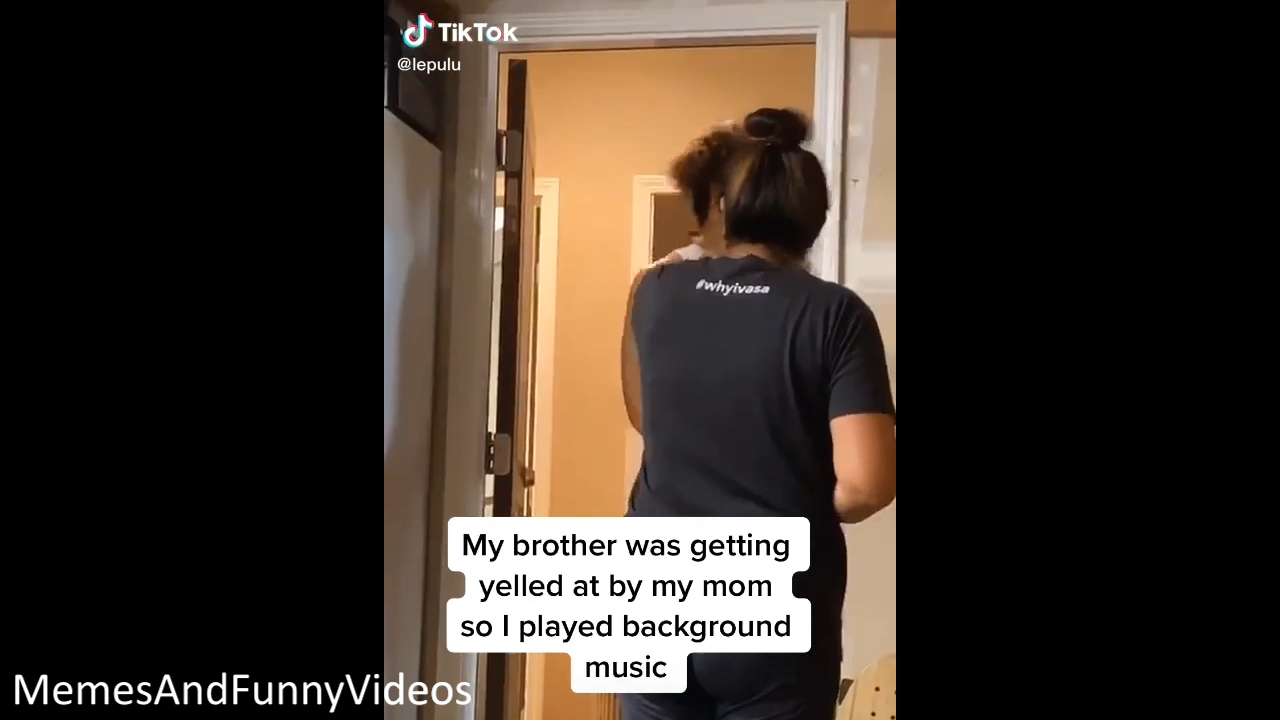 TikTok
@lepulu
#whyivasa
My brother was getting
yelled at by my mom
so I played background
music
MemesAndFunnyVideos